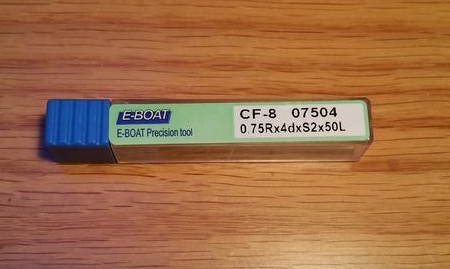 E-BOAT
E-BOAT Precision tool
CF-8 07504
0.75Rx4dxS2x50L